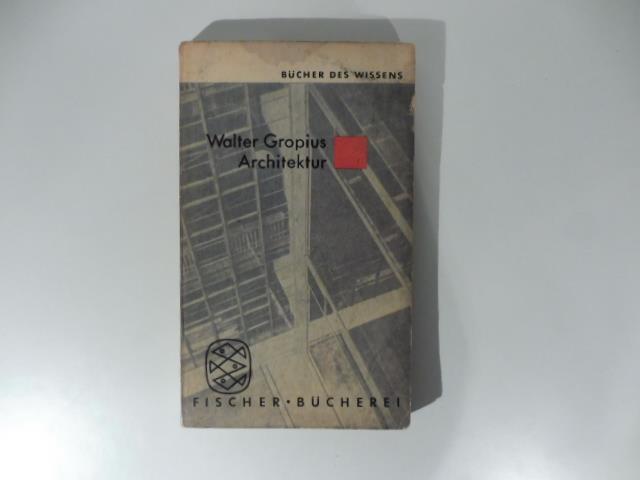 BÜCHER DES WISSENS
Walter Gropius
Architektur
FISCHER · BÜCHEREI